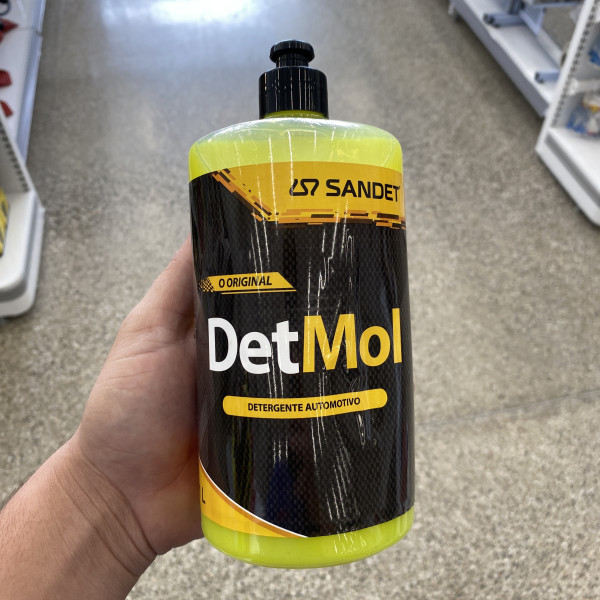 SANDET
O ORIGINAL
DetMol
DETERGENTE AUTOMOTIVO
L